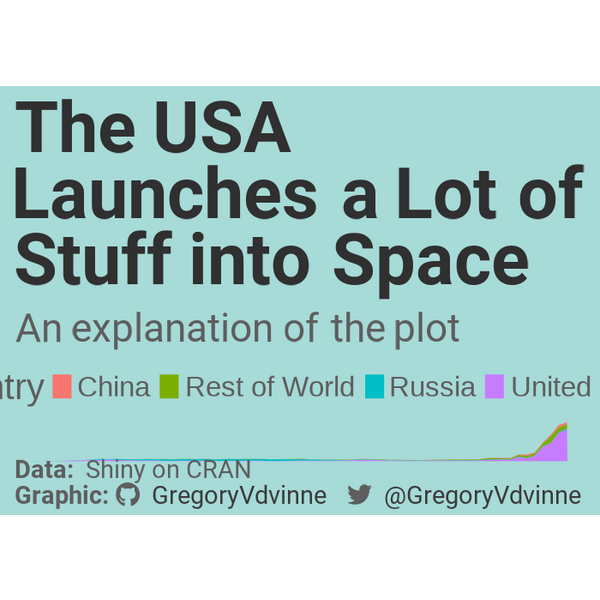 The USA
Launches a Lot of
Stuff into Space
An explanation of the plot
ntry China Rest of World Russia United
Data: Shiny on CRAN
Graphic: GregoryVdvinne @GregoryVdvinne